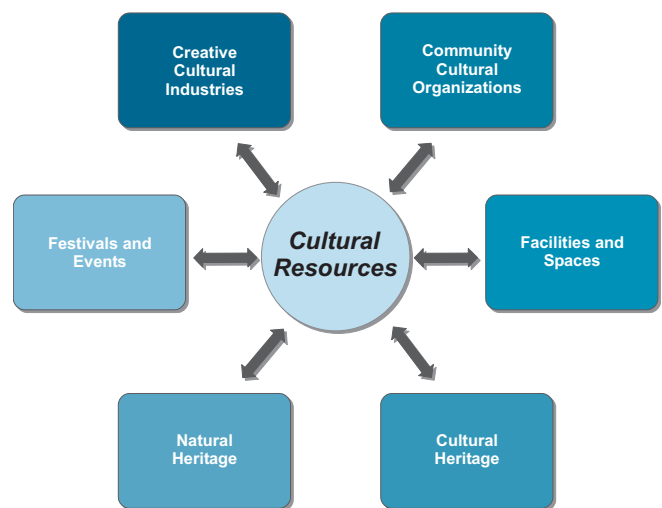 Creative
Cultural
Industries
Community
Cultural
Organizations
Festivals and
Events
Cultural
Resources
Facilities and
Spaces
Natural
Heritage
Cultural
Heritage